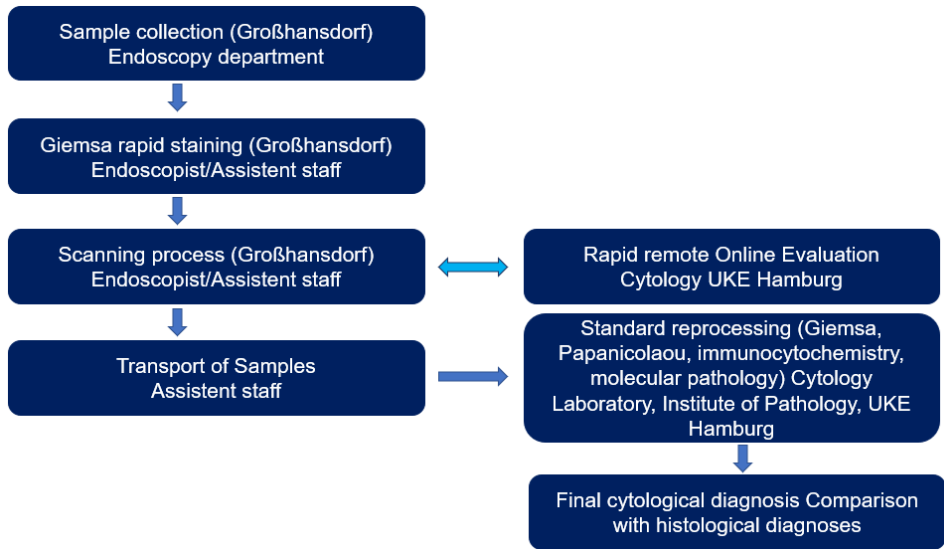 Sample collection (Großhansdorf)
Endoscopy department
Giemsa rapid staining (Großhansdorf)
Endoscopist/Assistent staff
Scanning process (Großhansdorf)
Endoscopist/Assistent staff
Rapid remote Online Evaluation
Cytology UKE Hamburg
Transport of Samples
Assistent staff
Standard reprocessing (Giemsa,
Papanicolaou, immunocytochemistry,
molecular pathology) Cytology
Laboratory, Institute of Pathology, UKE
Hamburg
Final cytological diagnosis Comparison
with histological diagnoses